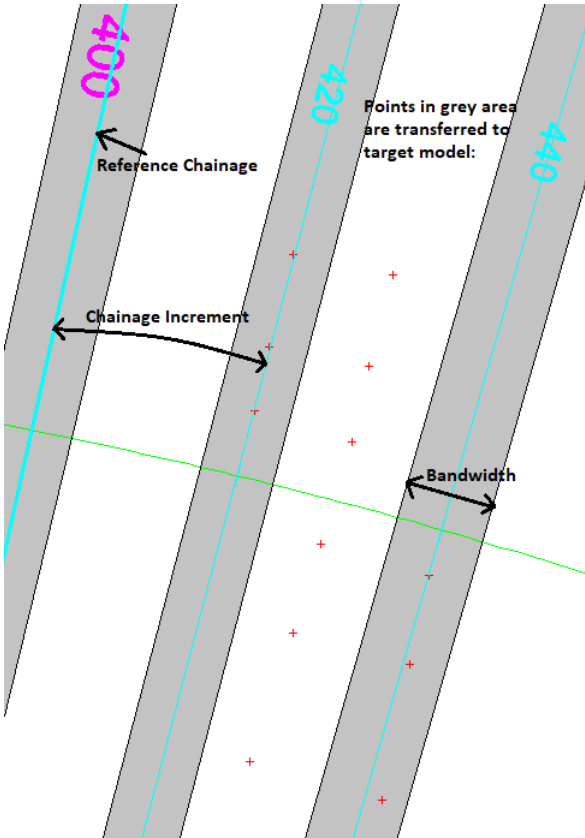 400
420
Points in grey area
are transferred to
target model:
440
Reference Chainage
Chainage Increment
Bandwidth